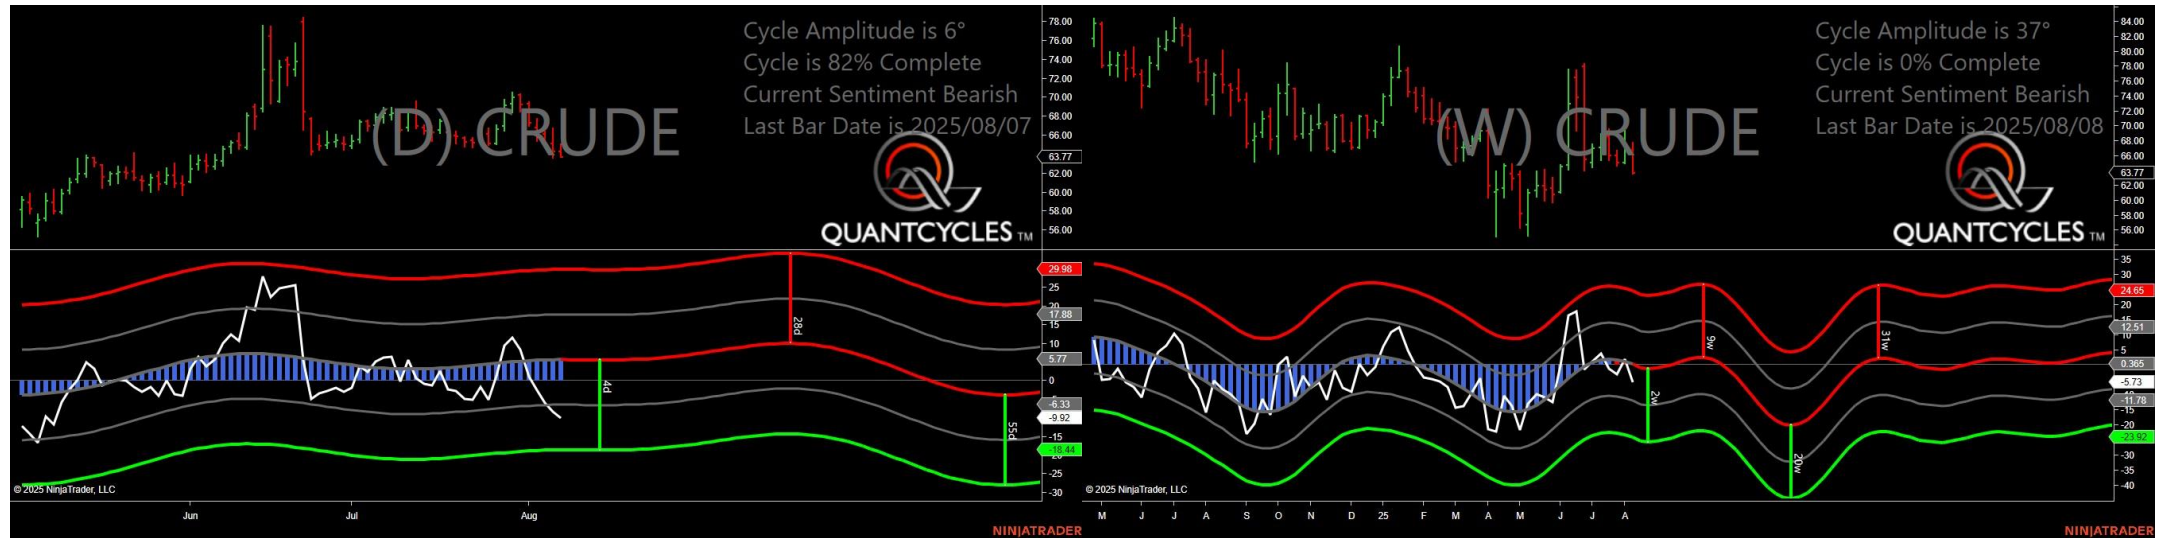 Cycle Amplitude is 6°
Cycle is 82% Complete
Current Sentiment Bearish
Last Bar Date is 2025/08/07
(D) CRUDE
QUANTCYCLES TM
78.00
76.00
74.00
72.00
70.00
68.00
66.00
63.77
62.00
60.00
58.00
56.00
29.98
25
20
17.88
15
10
5.77
0
-6.33
-9.92
-15
-18.44
-25
-30
4d
28d
55d
© 2025 NinjaTrader, LLC
Jun Jul Aug
NINJATRADER
Cycle Amplitude is 37°
Cycle is 0% Complete
Current Sentiment Bearish
Last Bar Date is 2025/08/08
(W) CRUDE
QUANTCYCLES TM
84.00
82.00
80.00
78.00
76.00
74.00
72.00
70.00
68.00
66.00
63.77
62.00
60.00
58.00
56.00
35
30
24.65
20
15
12.51
5
0.365
-5.73
-11.78
-15
-20
-23.92
-30
-35
-40
2w
9w
20w
31w
© 2025 NinjaTrader, LLC
M J J A S O N D 25 F M A M J J A
NINJATRADER